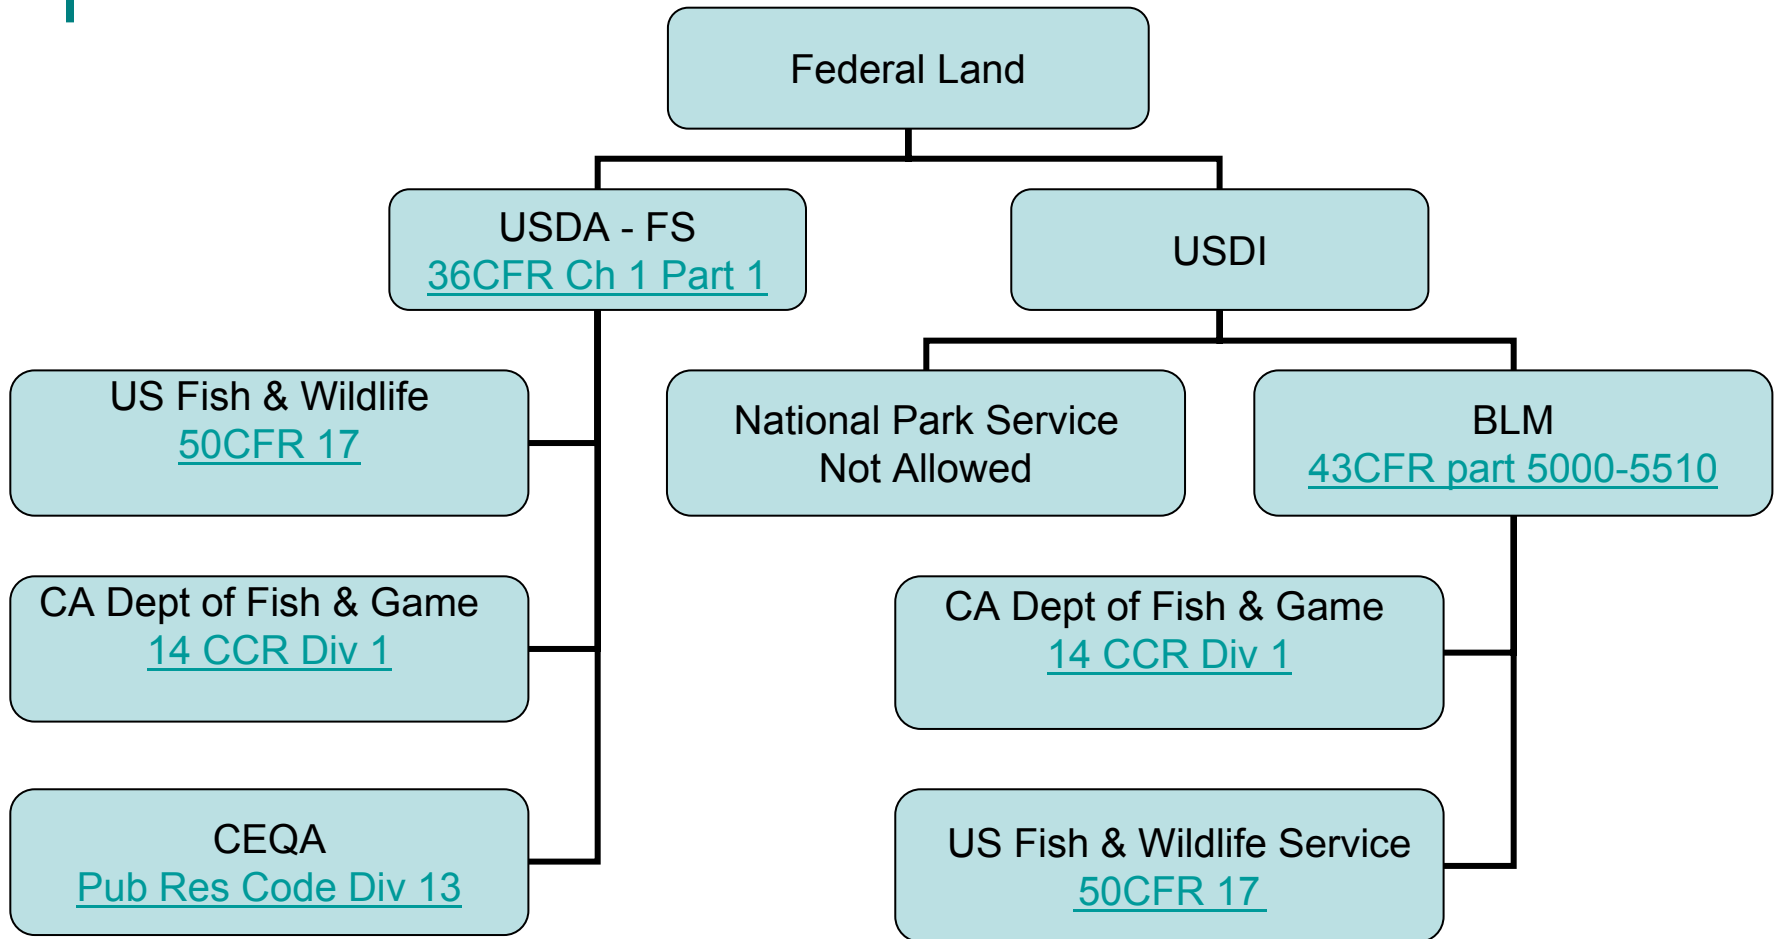 Federal Land
USDA - FS
36CFR Ch 1 Part 1
USDI
US Fish & Wildlife
50CFR 17
National Park Service
Not Allowed
BLM
43CFR part 5000-5510
CA Dept of Fish & Game
14 CCR Div 1
CA Dept of Fish & Game
14 CCR Div 1
CEQA
Pub Res Code Div 13
US Fish & Wildlife Service
50CFR 17